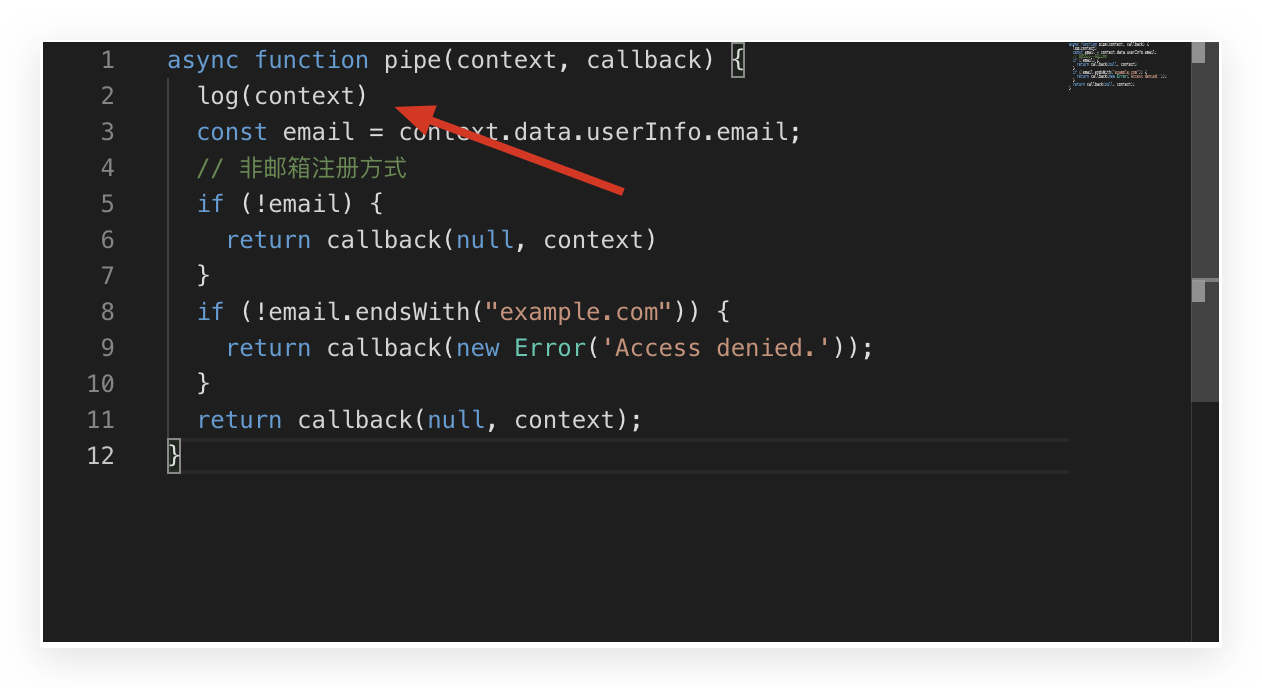 1 async function pipe(context, callback) {
2 log(context)
3 const email = context.data.userInfo.email;
4 // 非邮箱注册方式
5 if (!email) {
6 return callback(null, context)
7 }
8 if (!email.endsWith("example.com")) {
9 return callback(new Error('Access denied.'));
10 }
11 return callback(null, context);
12 }